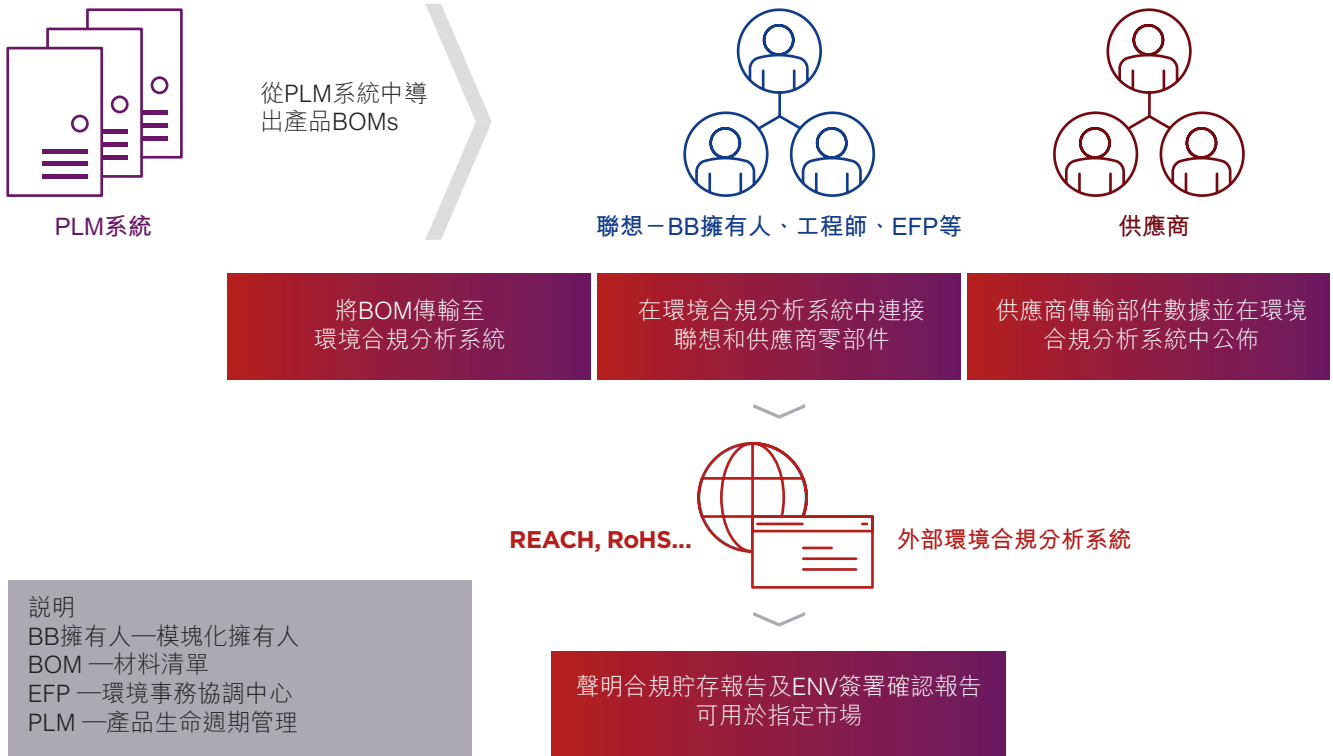 從PLM系統中導
出產品BOMs
PLM系統
聯想－BB擁有人、工程師、EFP等
供應商
將BOM傳輸至
環境合規分析系統
在環境合規分析系統中連接
聯想和供應商零部件
供應商傳輸部件數據並在環境
合規分析系統中公佈
REACH, RoHS...
外部環境合規分析系統
説明
BB擁有人—模塊化擁有人
BOM —材料清單
EFP —環境事務協調中心
PLM —產品生命週期管理
聲明合規貯存報告及ENV簽署確認報告
可用於指定市場